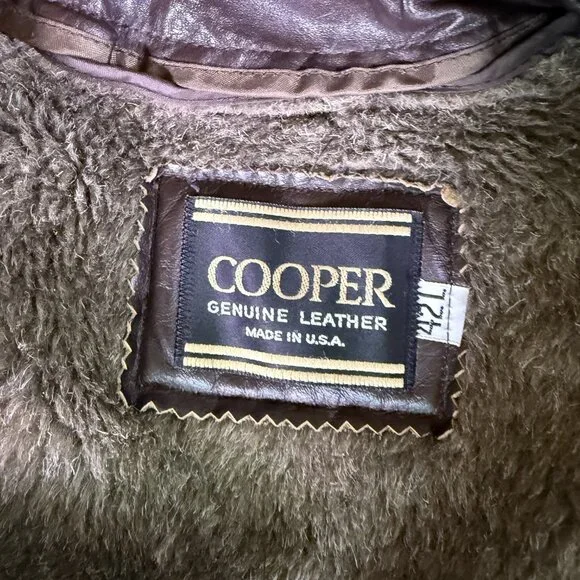 COOPER
GENUINE LEATHER
MADE IN U.S.A.
42L